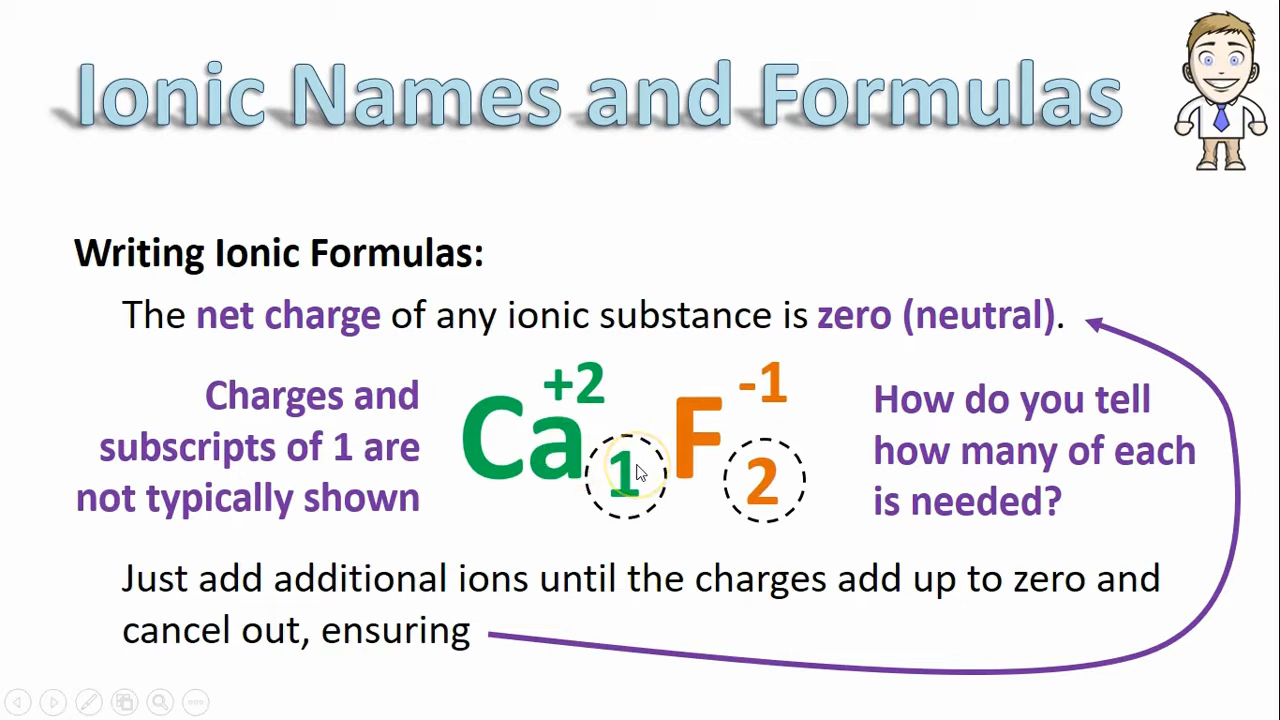 Ionic Names and Formulas
Writing Ionic Formulas:
The net charge of any ionic substance is zero (neutral).
Charges and
subscripts of 1 are
not typically shown
Ca +2 1 F -1 2
How do you tell
how many of each
is needed?
Just add additional ions until the charges add up to zero and
cancel out, ensuring